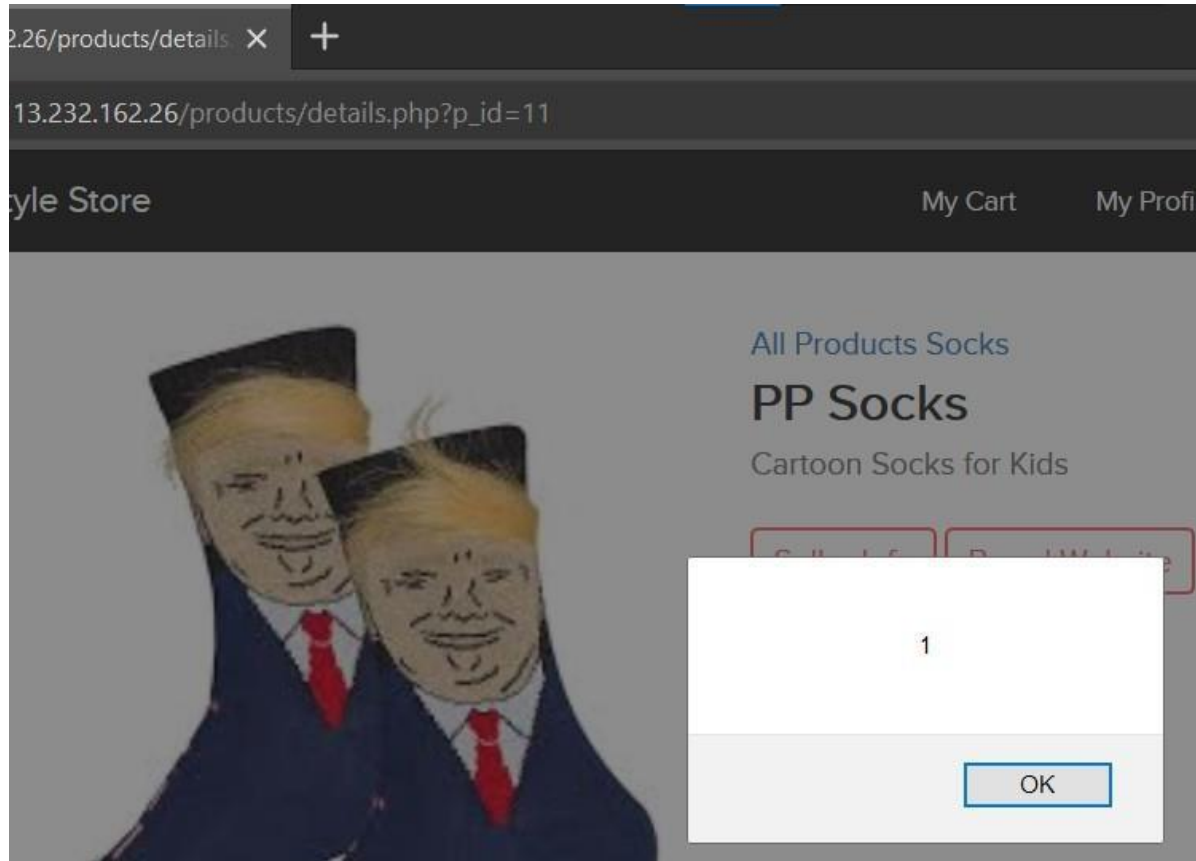 2.26/products/details
13.232.162.26/products/details.php?p_id=11
tyle Store
My Cart
My Profi
All Products Socks
PP Socks
Cartoon Socks for Kids
1
OK